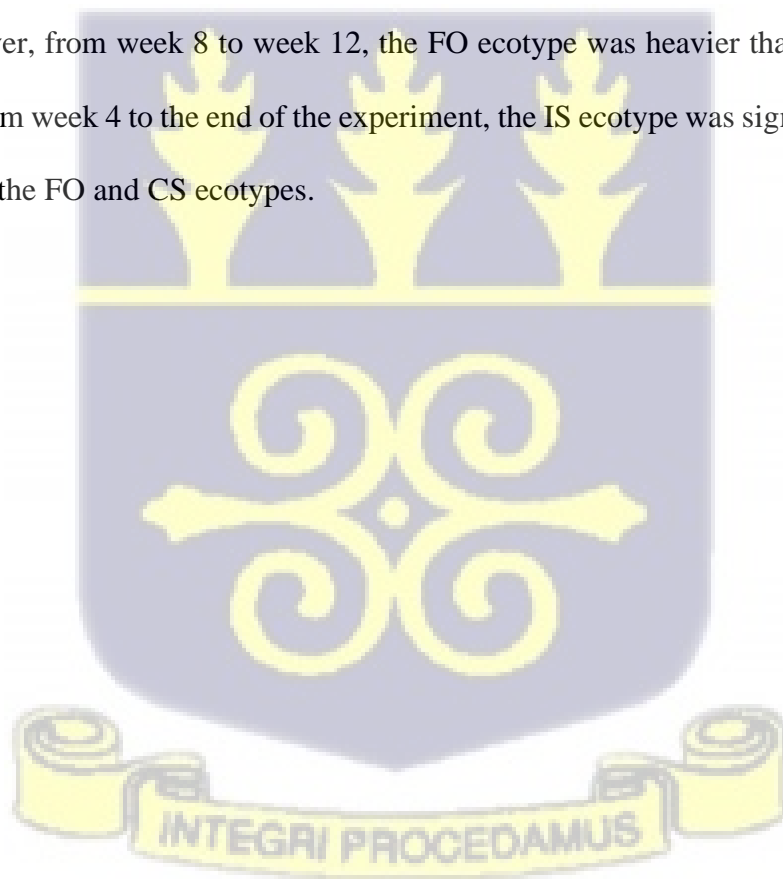 ver, from week 8 to week 12, the FO ecotype was heavier tha
m week 4 to the end of the experiment, the IS ecotype was sig
the FO and CS ecotypes.
INTEGRI PROCEDAMUS